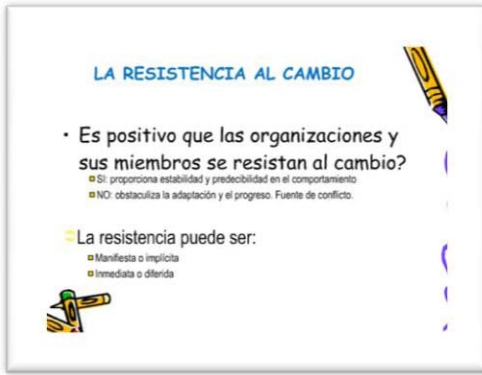 LA RESISTENCIA AL CAMBIO
• Es positivo que las organizaciones y
sus miembros se resistan al cambio?
SI: proporciona estabilidad y predecibilidad en el comportamiento
NO: obstaculiza la adaptación y el progreso. Fuente de conflicto.
La resistencia puede ser:
Manifiesta o implícita
Inmediata o diferida